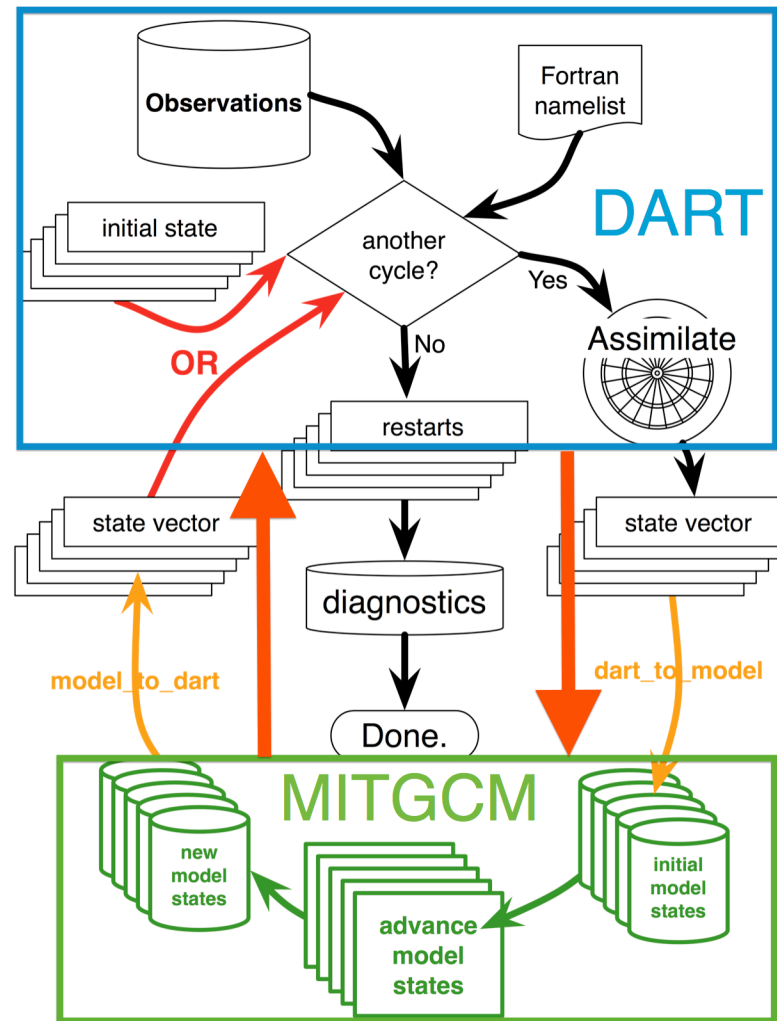 Observations
Fortran
namelist
DART
initial state
another
cycle?
Yes
Assimilate
OR
No
restarts
state vector
state vector
diagnostics
model_to_dart
dart_to_model
Done.
MITGCM
new
model
states
initial
model
states
advance
model
states